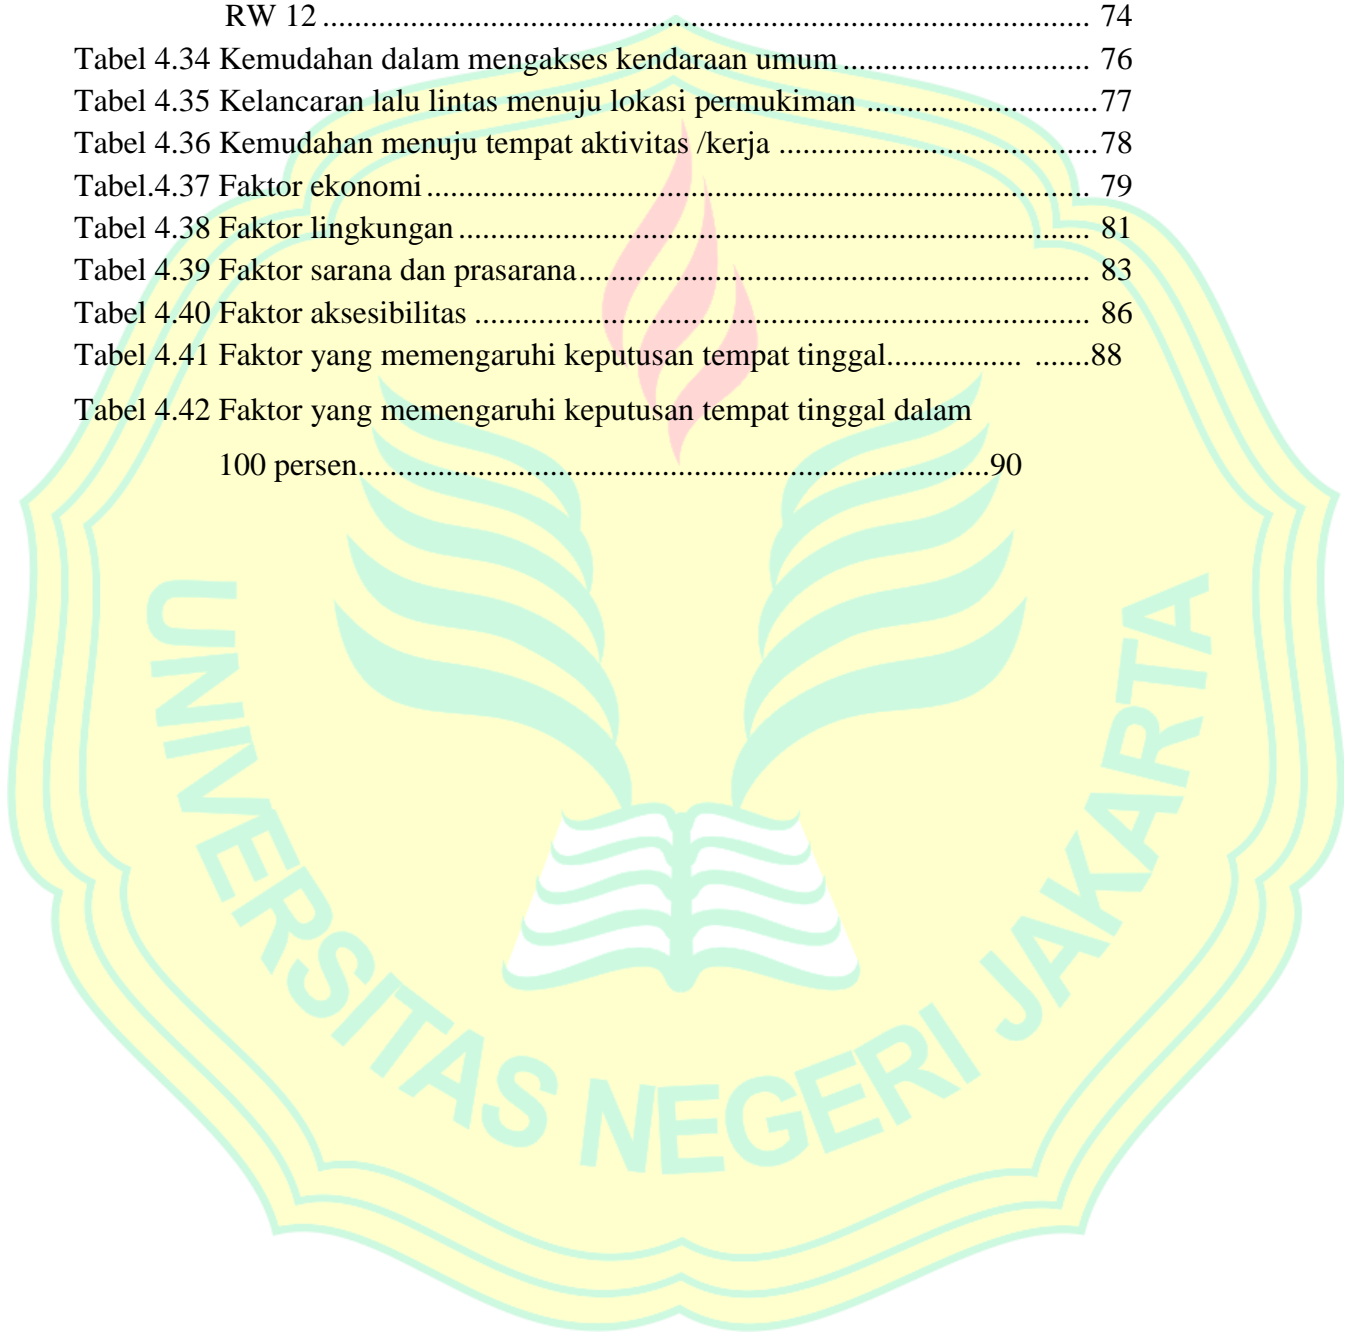 RW 12 ................................................................................................ 74
Tabel 4.34 Kemudahan dalam mengakses kendaraan umum ............................... 76
Tabel 4.35 Kelancaran lalu lintas menuju lokasi permukiman .............................77
Tabel 4.36 Kemudahan menuju tempat aktivitas /kerja ........................................78
Tabel.4.37 Faktor ekonomi ................................................................................... 79
Tabel 4.38 Faktor lingkungan ............................................................................... 81
Tabel 4.39 Faktor sarana dan prasarana................................................................ 83
Tabel 4.40 Faktor aksesibilitas ............................................................................. 86
Tabel 4.41 Faktor yang memengaruhi keputusan tempat tinggal................. .......88
Tabel 4.42 Faktor yang memengaruhi keputusan tempat tinggal dalam
100 persen...............................................................................90
UNIVERSITAS NEGERI JAKARTA